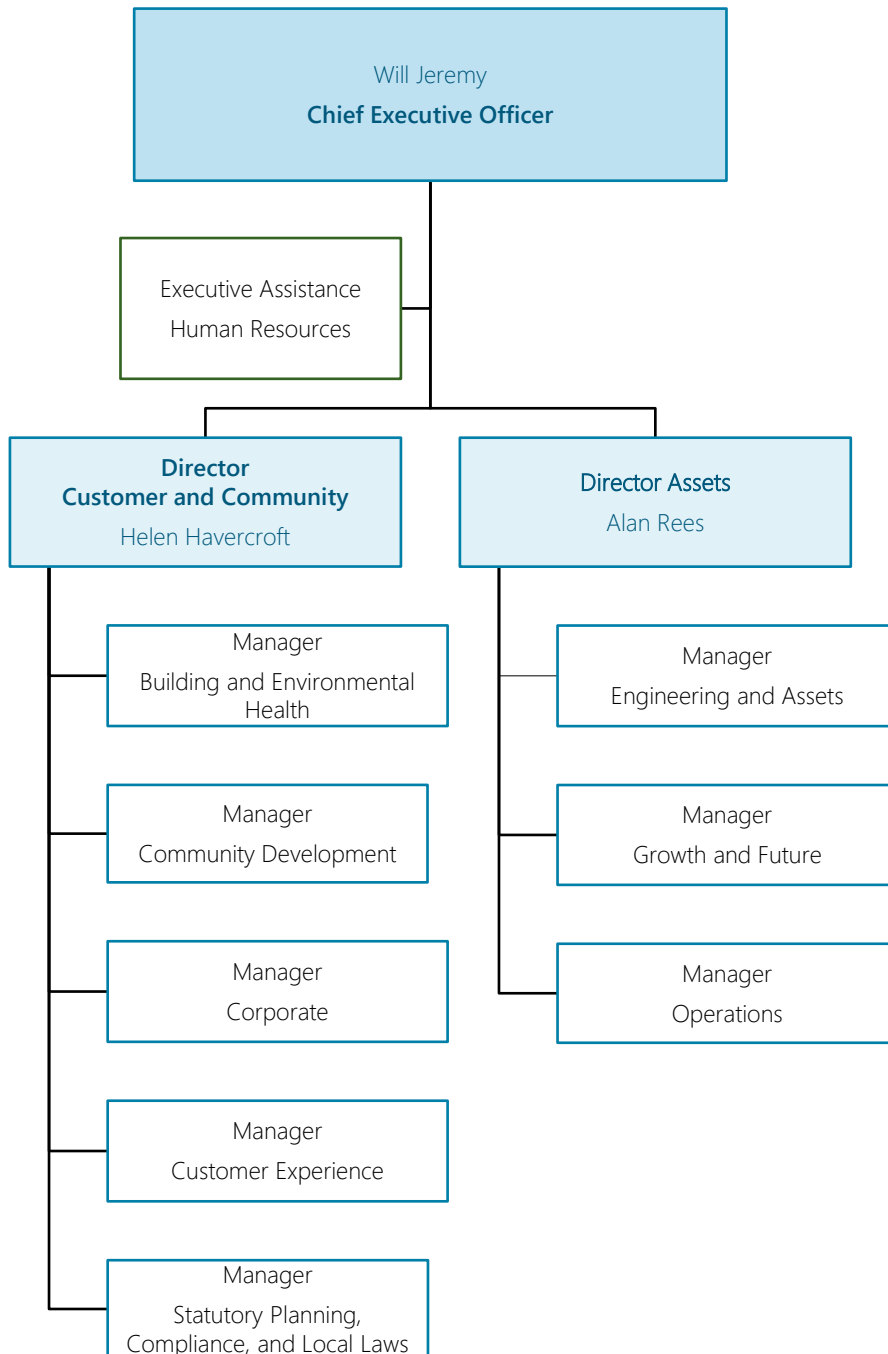 Will Jeremy
Chief Executive Officer
Executive Assistance
Human Resources
Director
Customer and Community
Helen Havercroft
Director Assets
Alan Rees
Manager
Building and Environmental
Health
Manager
Community Development
Manager
Corporate
Manager
Customer Experience
Manager
Statutory Planning,
Compliance, and Local Laws
Manager
Engineering and Assets
Manager
Growth and Future
Manager
Operations